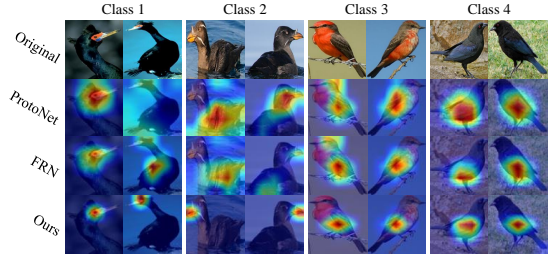 Class 1 Class 2 Class 3 Class 4
Original
ProtoNet
FRN
Ours